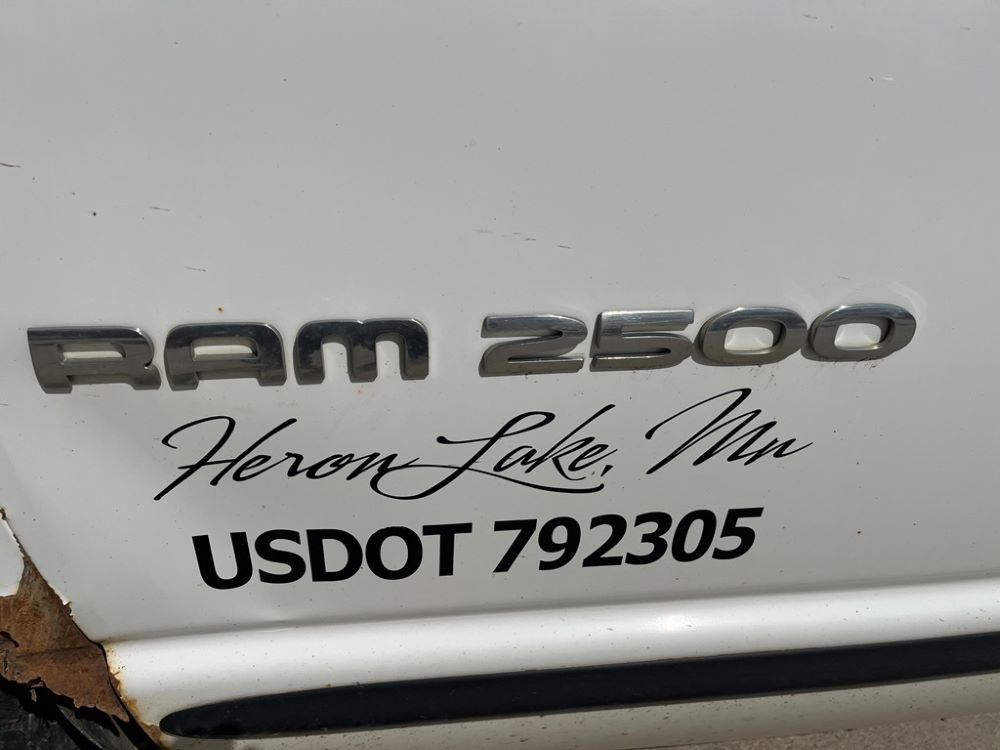 RAM 2500
Heron Lake, Mn
USDOT 792305